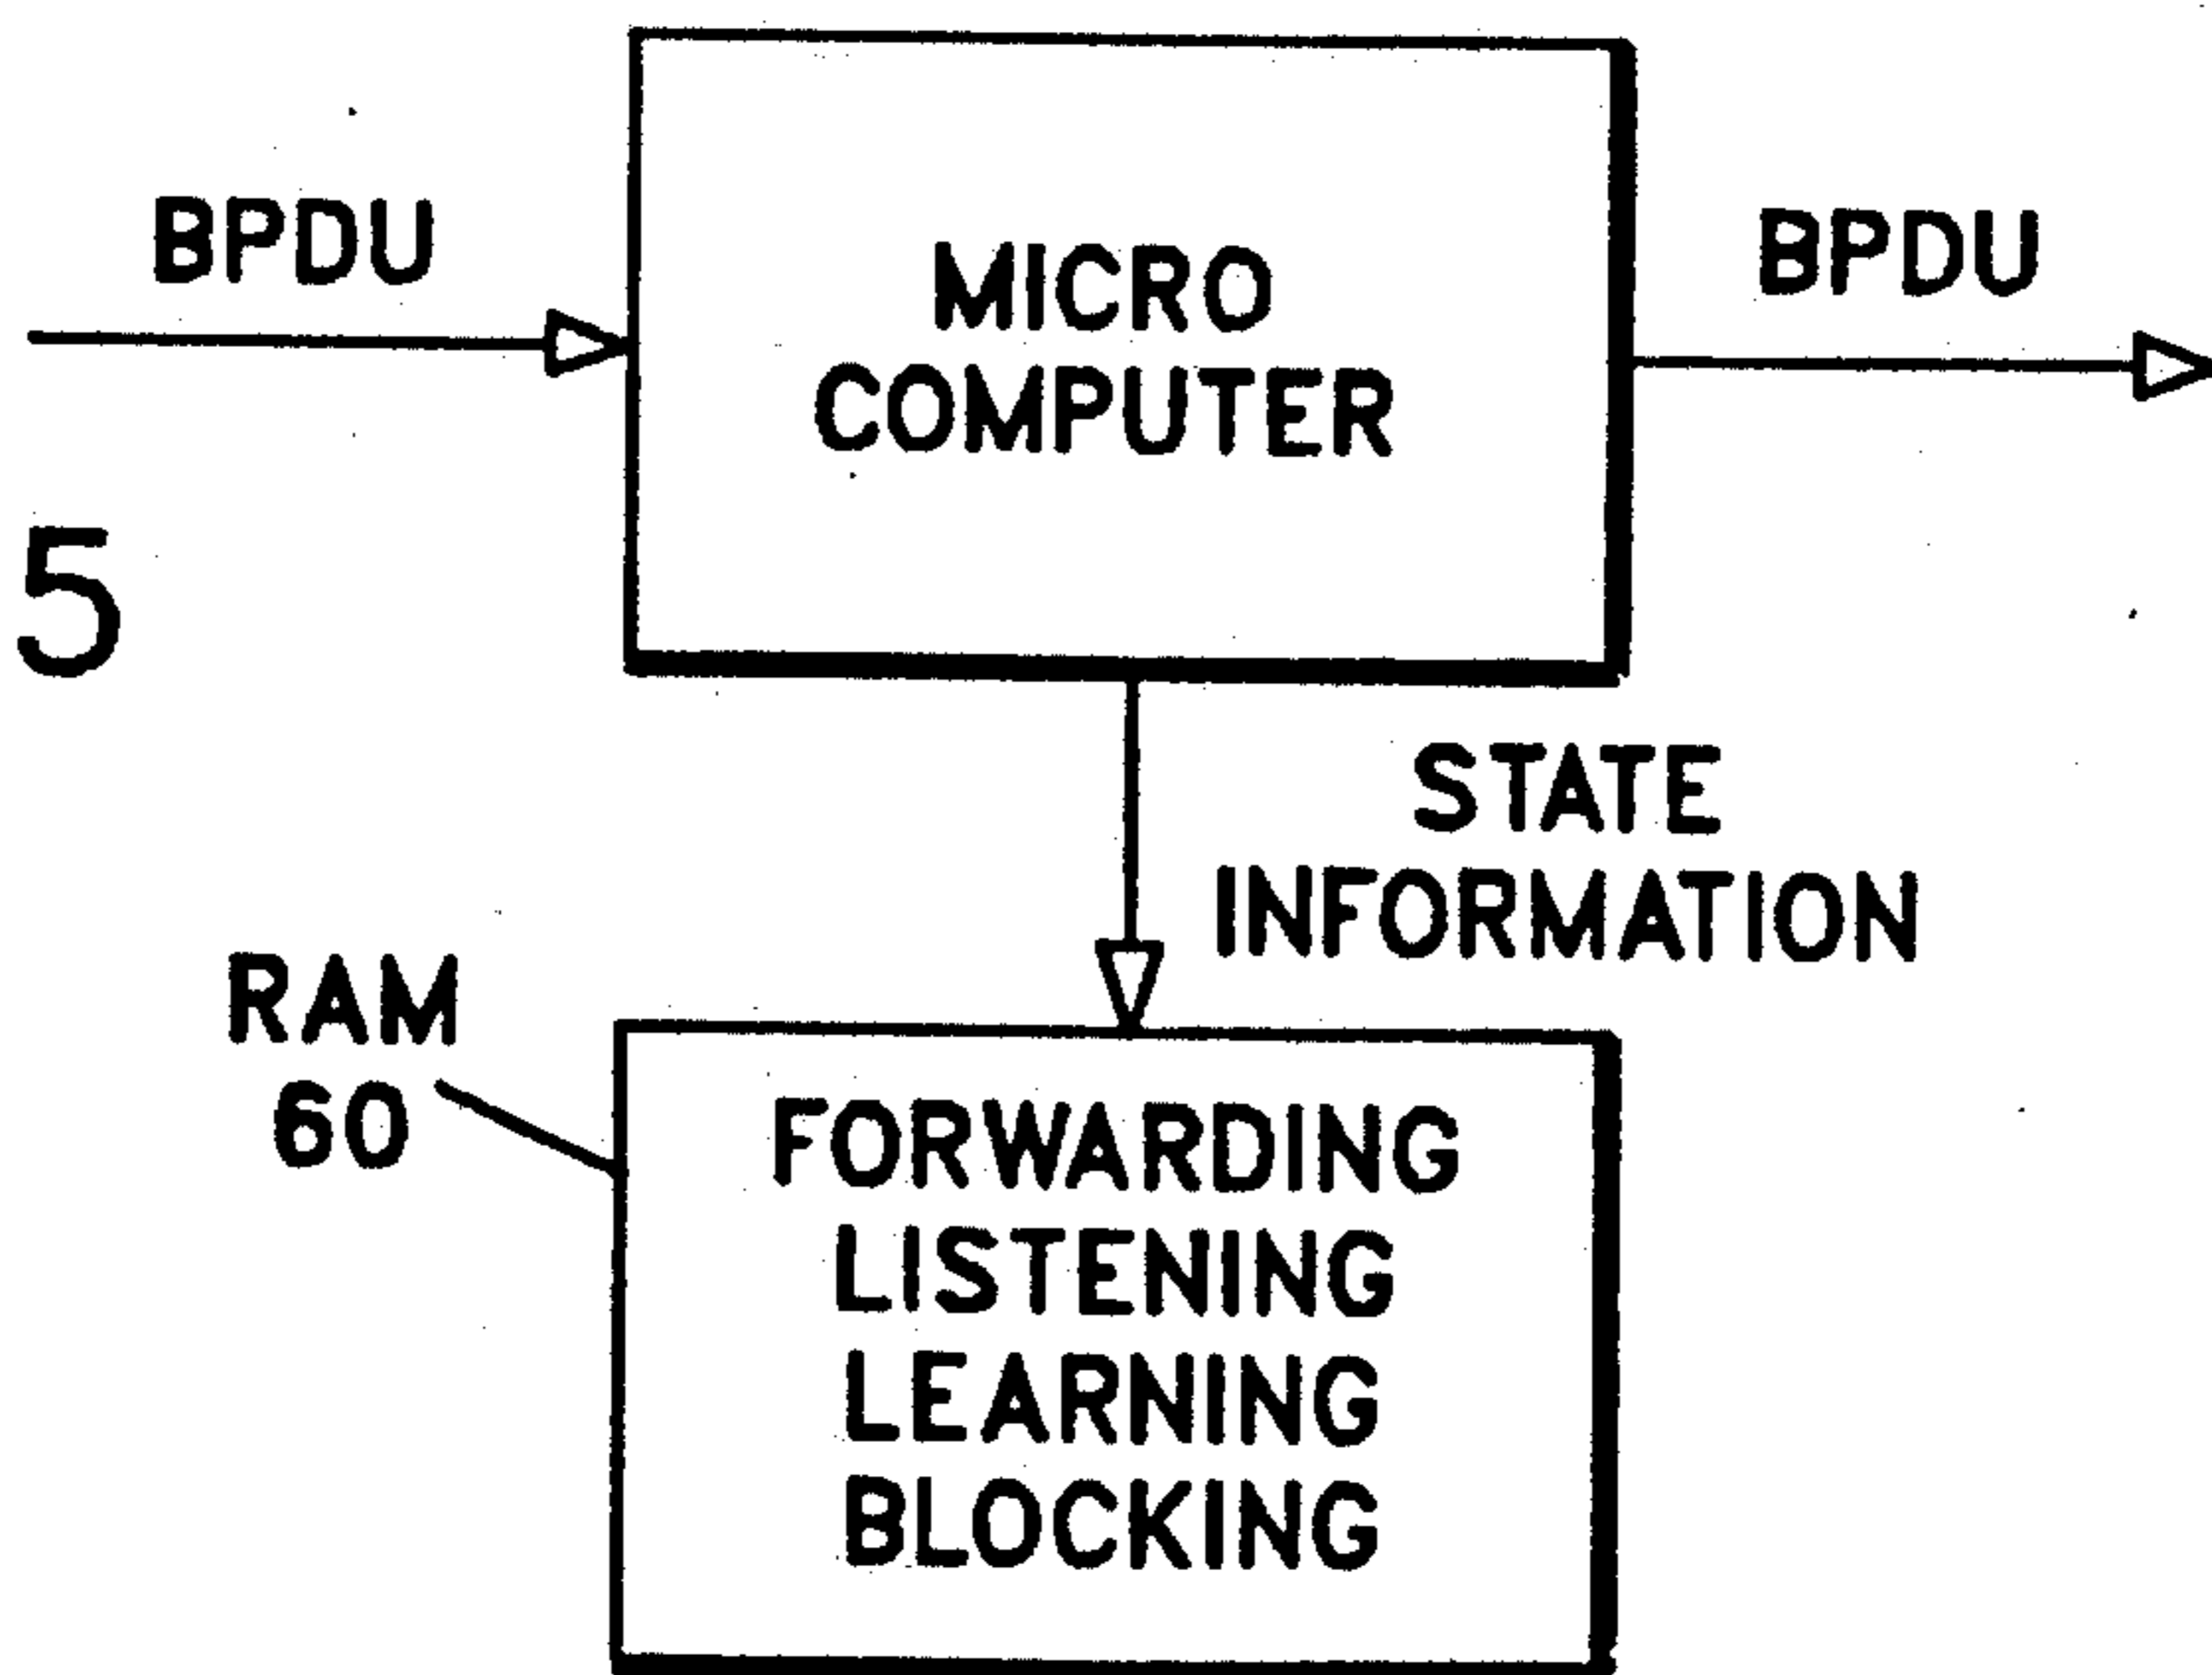 BPDU
MICRO
COMPUTER
BPDU
5
STATE
INFORMATION
RAM
60
FORWARDING
LISTENING
LEARNING
BLOCKING